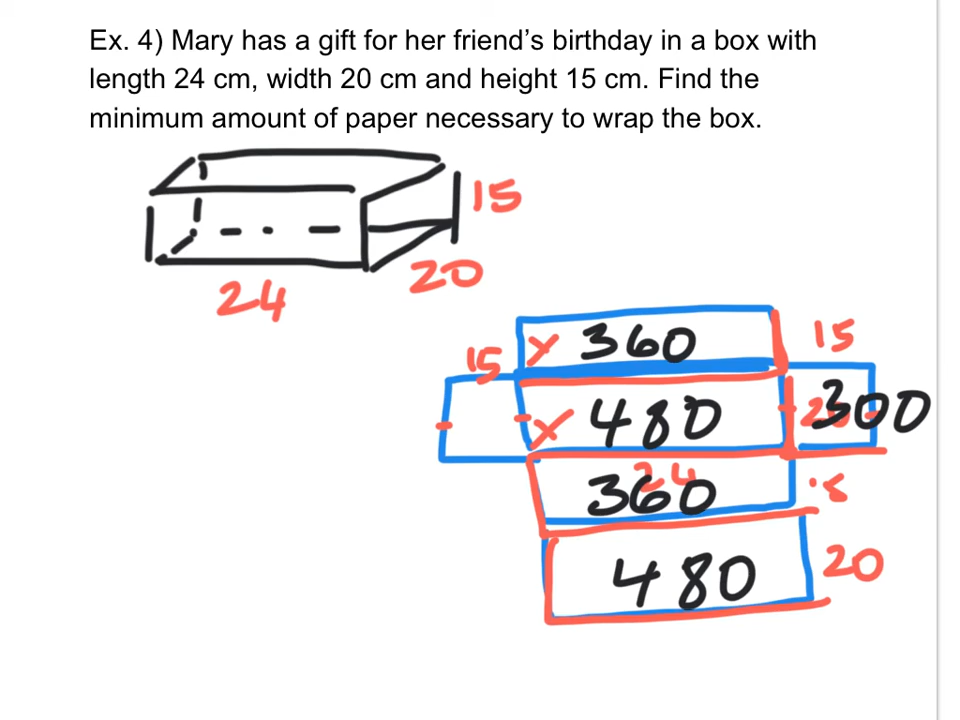 Ex. 4) Mary has a gift for her friend's birthday in a box with
length 24 cm, width 20 cm and height 15 cm. Find the
minimum amount of paper necessary to wrap the box.
15
20
24
15
15
x 360
x 480
300
24
360
20
480